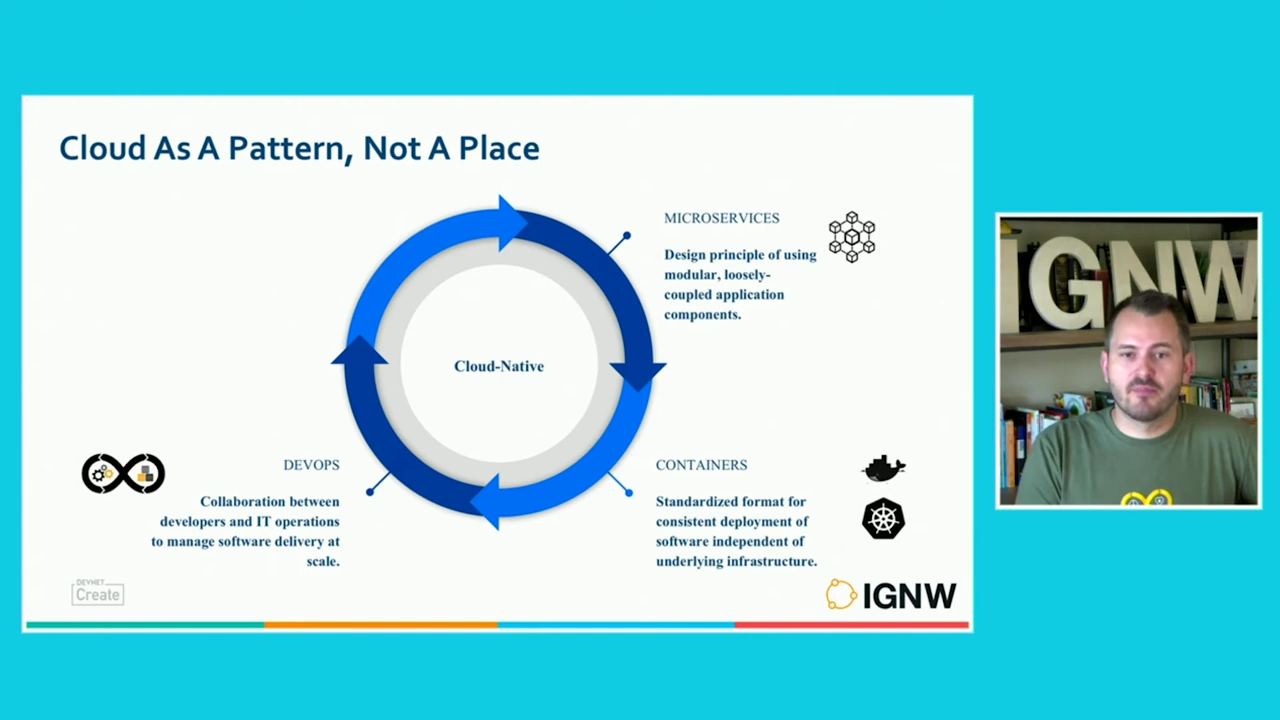 Cloud As A Pattern, Not A Place
MICROSERVICES
Design principle of using
modular, loosely-
coupled application
components.
Cloud-Native
DEVOPS
Collaboration between
developers and IT operations
to manage software delivery at
scale.
CONTAINERS
Standardized format for
consistent deployment of
software independent of
underlying infrastructure.
DEVNET
Create
IGNW
IGNW